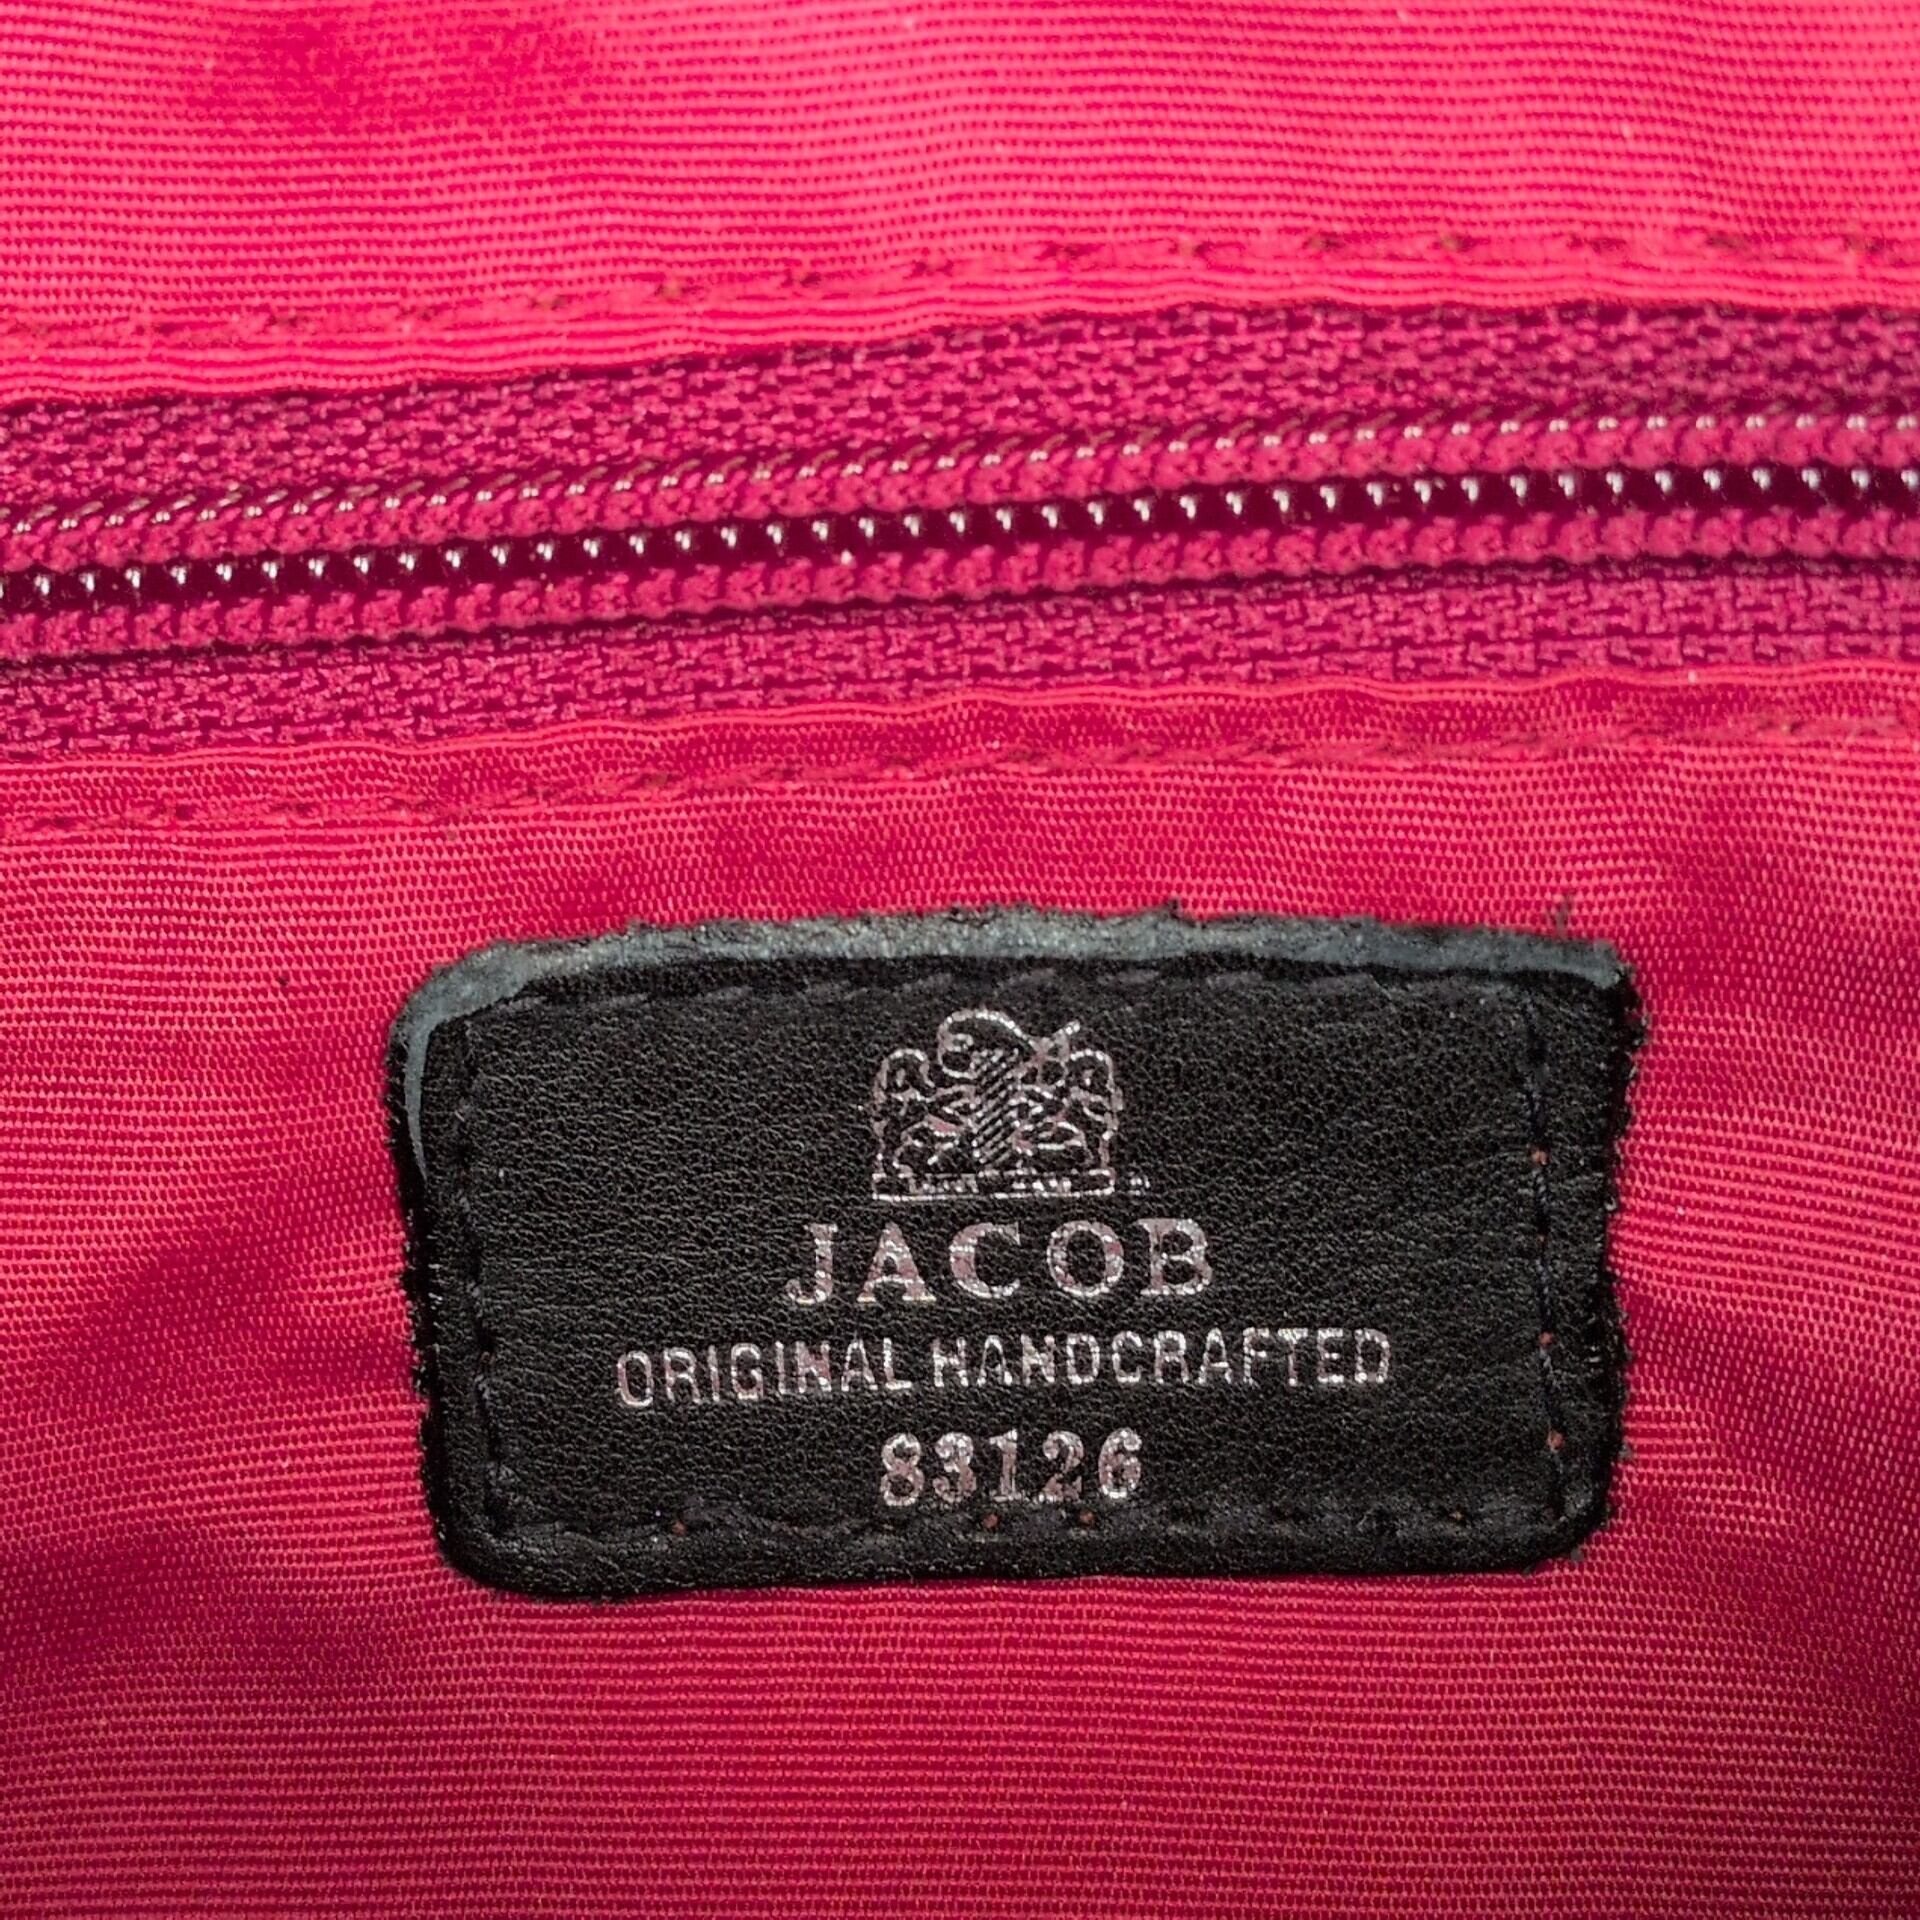 JACOB
ORIGINAL HANDCRAFTED
83126